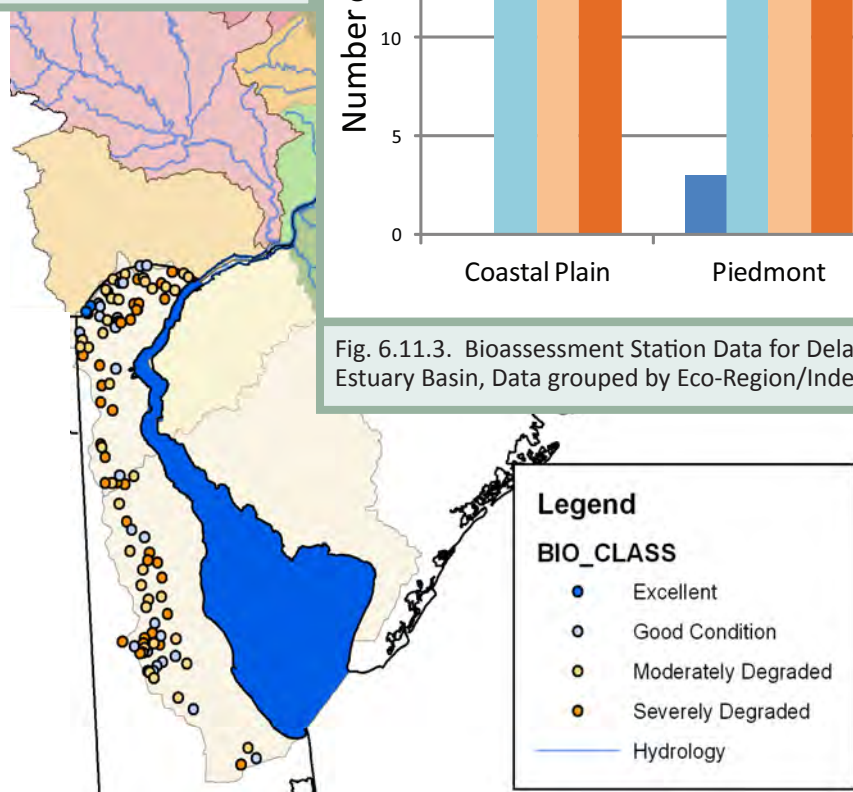 Number
10
5
0
Coastal Plain
Piedmont
Fig. 6.11.3. Bioassessment Station Data for Dela
Estuary Basin, Data grouped by Eco-Region/Inde
Legend
BIO_CLASS
Excellent
Good Condition
Moderately Degraded
Severely Degraded
Hydrology